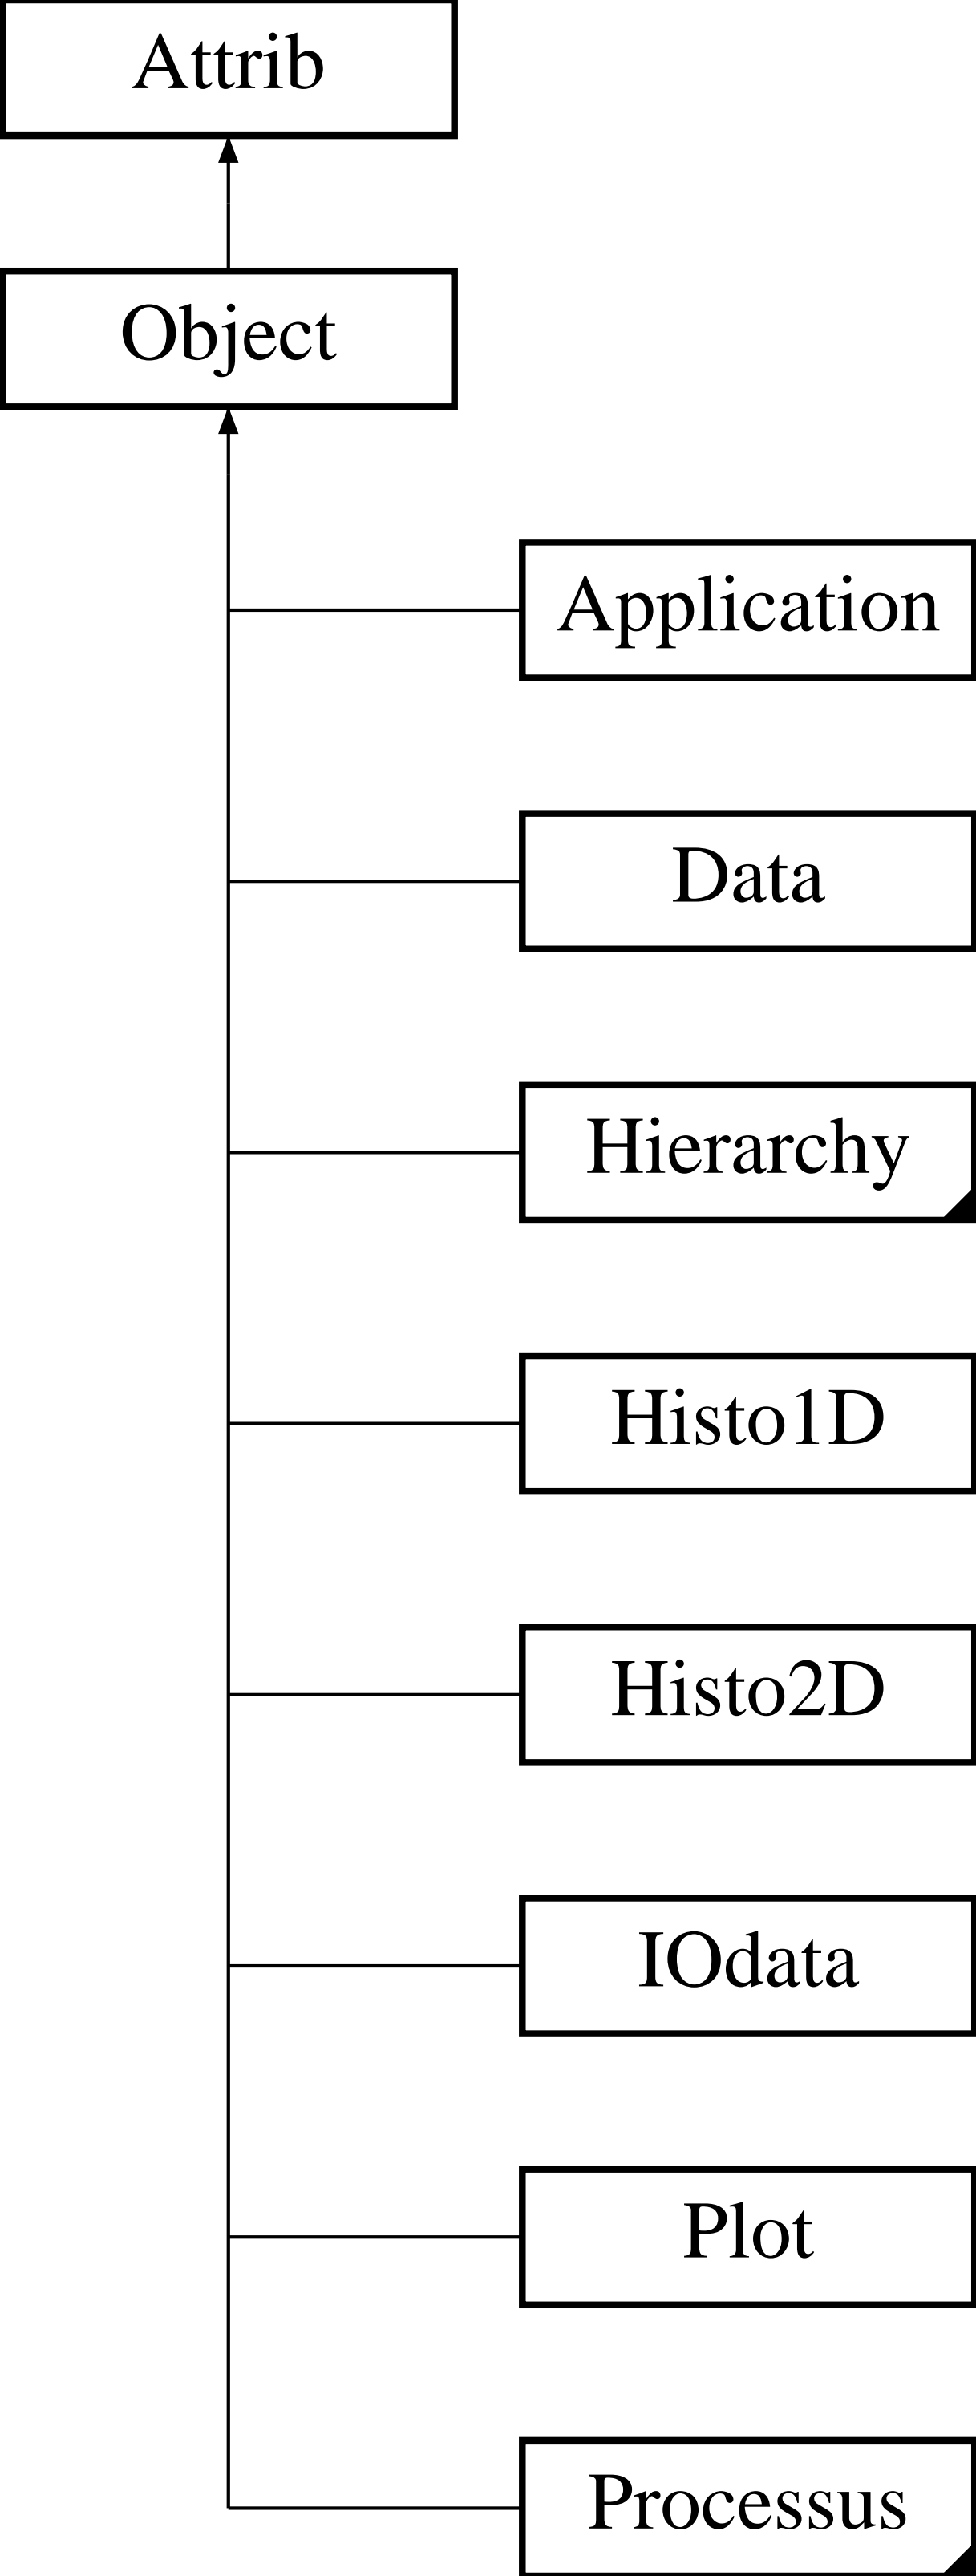 Attrib
Object
Application
Data
Hierarchy
Histo1D
Histo2D
IOdata
Plot
Processus